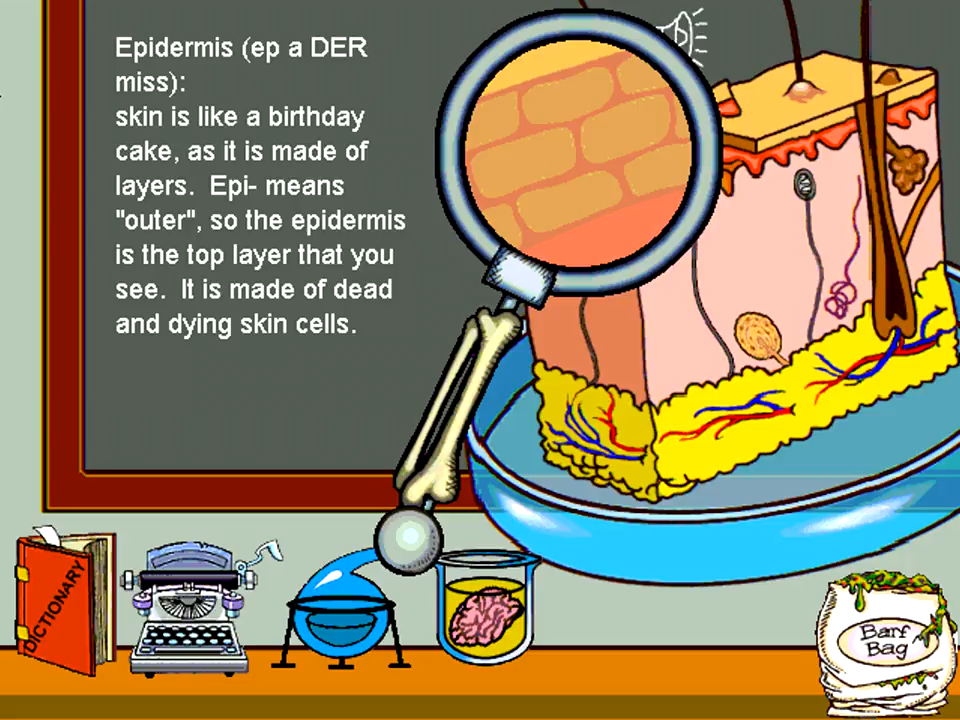 Epidermis (ep a DER
miss):
skin is like a birthday
cake, as it is made of
layers.  Epi- means
"outer", so the epidermis
is the top layer that you
see.  It is made of dead
and dying skin cells.
DICTIONARY
Barf
Bag